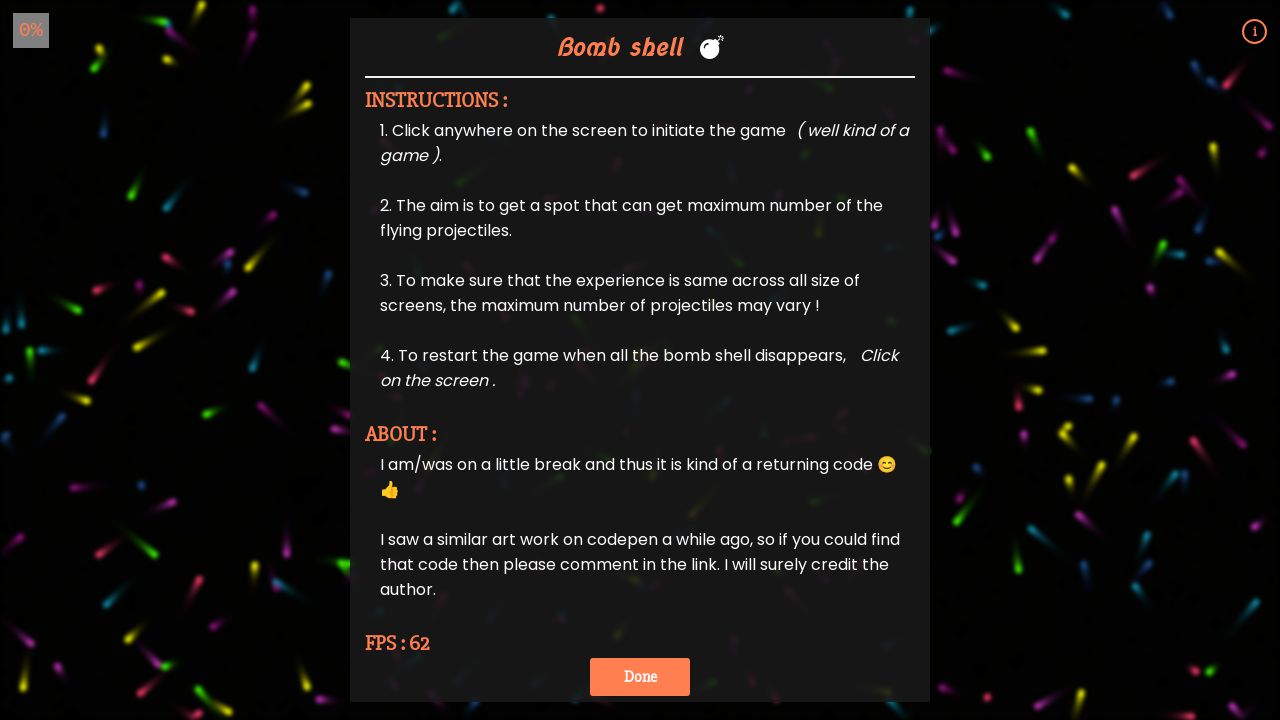 0%
i
Bomb shell 💣
INSTRUCTIONS :
1. Click anywhere on the screen to initiate the game ( well kind of a
game ).
2. The aim is to get a spot that can get maximum number of the
flying projectiles.
3. To make sure that the experience is same across all size of
screens, the maximum number of projectiles may vary !
4. To restart the game when all the bomb shell disappears, Click
on the screen .
ABOUT :
I am/was on a little break and thus it is kind of a returning code 😊
👍
I saw a similar art work on codepen a while ago, so if you could find
that code then please comment in the link. I will surely credit the
author.
FPS : 62
Done